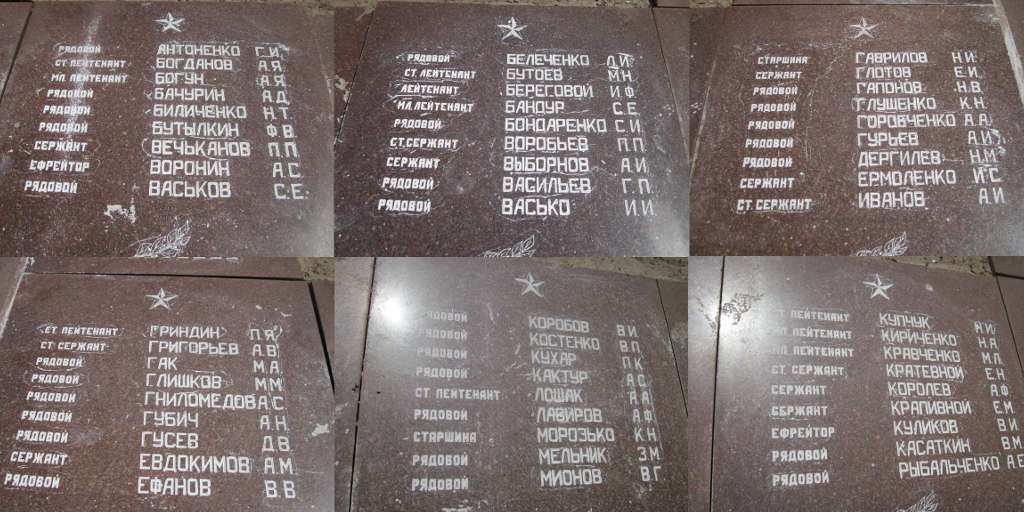 РЯДОВОЙ АНТОНЕНКО Г.И.
СТ ЛЕЙТЕНАНТ БОГДАНОВ А.Я
МЛ ЛЕЙТЕНАНТ БОГУН А.Я
РЯДОВОЙ БАЧУРИН А.Д
РЯДОВОЙ БИЛИЧЕНКО Н.Т.
РЯДОВОЙ БУТЫЛКИН Ф.В.
СЕРЖАНТ ВЕЧЬКАНОВ П.П
ЕФРЕЙТОР ВОРОНИН А.С
РЯДОВОЙ ВАСЬКОВ С.Е.
РЯДОВОЙ БЕЛЕЧЕНКО Д.И
СТ.ЛЕЙТЕНАНТ БУТОЕВ М.Н.
ЛЕЙТЕНАНТ БЕРЕГОВОЙ И.Ф
МЛ.ЛЕЙТЕНАНТ БАНДУР С.Е
РЯДОВОЙ БОНДАРЕНКО С.И
СТ.СЕРЖАНТ ВОРОБЬЕВ П.П
СЕРЖАНТ ВЫБОРНОВ А.И
РЯДОВОЙ ВАСИЛЬЕВ Г.П.
РЯДОВОЙ ВАСЬКО И.И
СТАРШИНА ГАВРИЛОВ Н.И
СЕРЖАНТ ГЛОТОВ Е.И.
РЯДОВОЙ ГАПОНОВ Н.В
РЯДОВОЙ ГЛУШЕНКО К.Н.
РЯДОВОЙ ГОРОВЧЕНКО А.А.
РЯДОВОЙ ГУРЬЕВ А.И
СЕРЖАНТ ДЕРГИЛЕВ Н.М
СЕРЖАНТ ЕРМОЛЕНКО И.С
СТ.СЕРЖАНТ ИВАНОВ А.И
СТ ЛЕЙТЕНАНТ ГРИНДИН П.Я.
СТ СЕРЖАНТ ГРИГОРЬЕВ А.В
РЯДОВОЙ ГАК М.А
РЯДОВОЙ ГЛИШКОВ М.М
РЯДОВОЙ ГНИЛОМЕДОВ А.С
РЯДОВОЙ ГУБИЧ А.Н.
РЯДОВОЙ ГУСЕВ Д.В.
СЕРЖАНТ ЕВДОКИМОВ А.М.
РЯДОВОЙ ЕФАНОВ В.В
РЯДОВОЙ КОРОБОВ В.И.
РЯДОВОЙ КОСТЕНКО В.П.
РЯДОВОЙ КУХАР П.К
РЯДОВОЙ КАКТУР А.С
СТ ЛЕЙТЕНАНТ ЛОШАК А.А
РЯДОВОЙ ЛАВИРОВ А.Ф
СТАРШИНА МОРОЗЬКО К.Н.
РЯДОВОЙ МЕЛЬНИК З.М
РЯДОВОЙ МИОНОВ В.Г.
СТ ЛЕЙТЕНАНТ КУПЧУК А.И.
ЛЕЙТЕНАНТ КИРИЧЕНКО Н.А
МЛ ЛЕЙТЕНАНТ КРАВЧЕНКО М.П.
СТ СЕРЖАНТ КРАТЕВНОЙ Е.Н
СЕРЖАНТ КОРОЛЕВ А.Ф
СЕРЖАНТ КРАПИВНОЙ Е.М.
ЕФРЕЙТОР КУЛИКОВ В.И.
РЯДОВОЙ КАСАТКИН В.М
РЯДОВОЙ РЫБАЛЬЧЕНКО